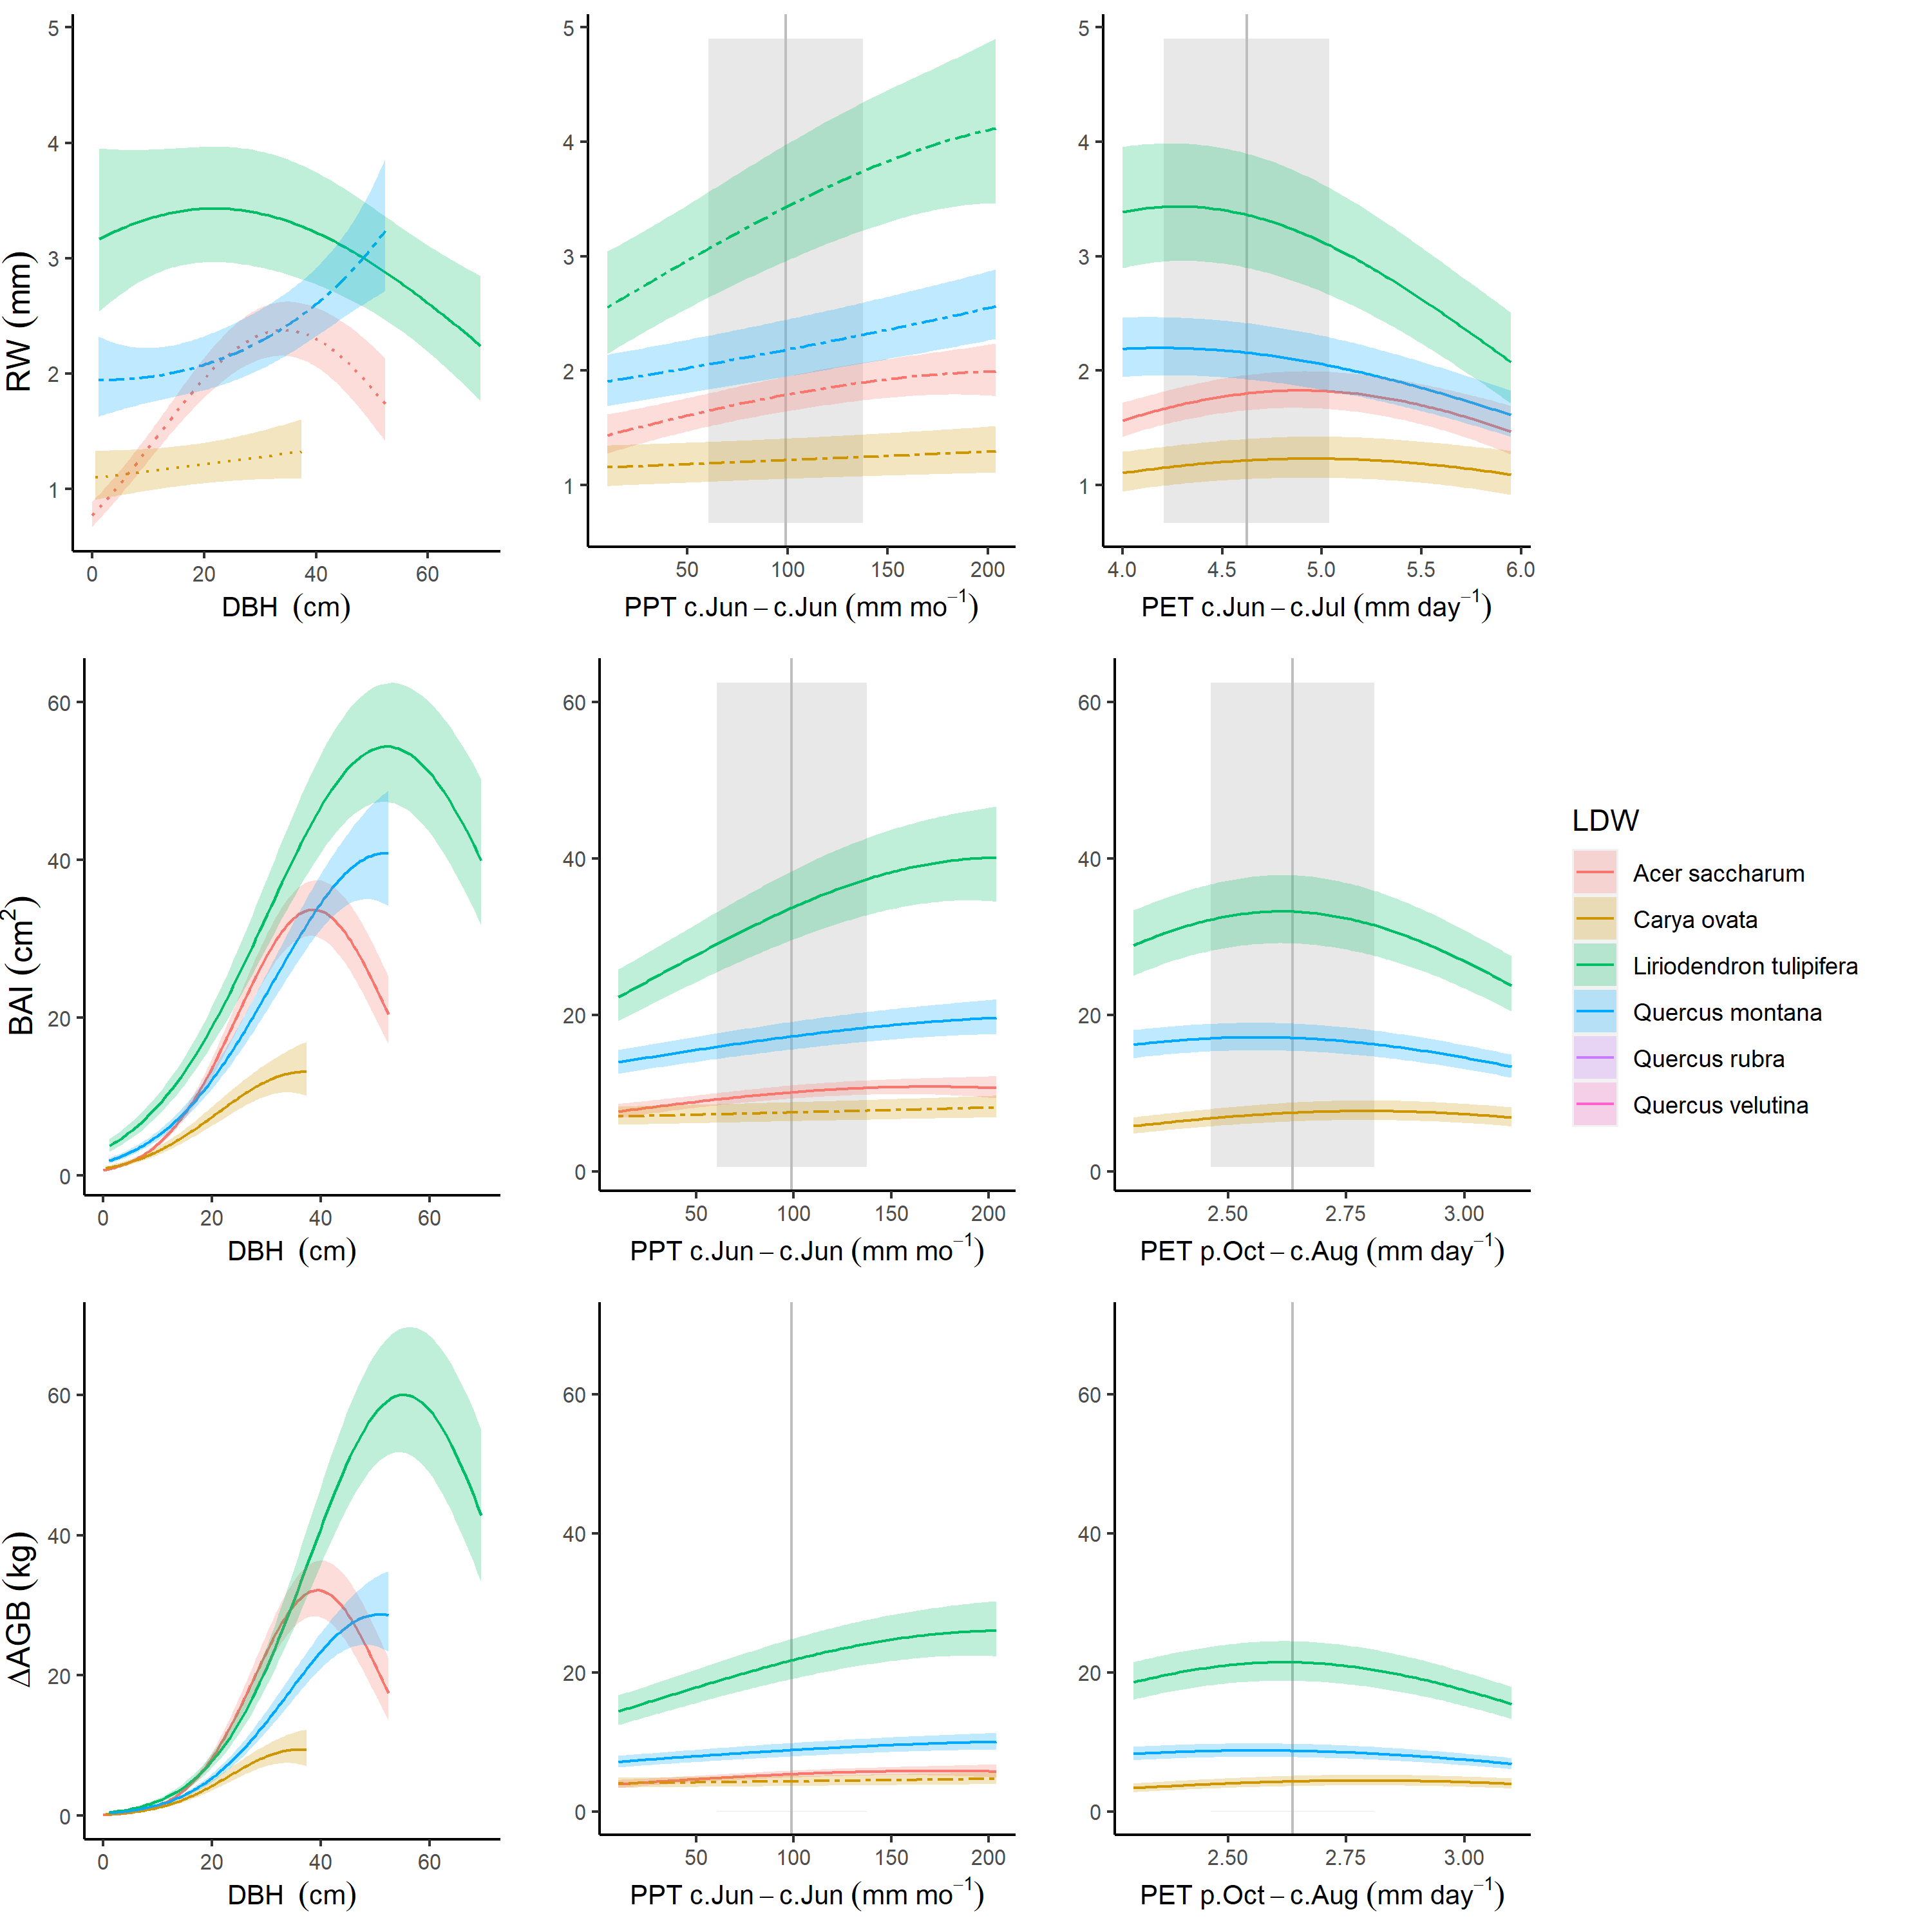 5
4
3
2
1
RW (mm)
0 20 40 60
DBH (cm)
5
4
3
2
1
50 100 150 200
PPT c.Jun – c.Jun (mm mo⁻¹)
5
4
3
2
1
4.0 4.5 5.0 5.5 6.0
PET c.Jun – c.Jul (mm day⁻¹)
60
40
20
0
BAI (cm²)
0 20 40 60
DBH (cm)
60
40
20
0
50 100 150 200
PPT c.Jun – c.Jun (mm mo⁻¹)
60
40
20
0
2.50 2.75 3.00
PET p.Oct – c.Aug (mm day⁻¹)
LDW
Acer saccharum
Carya ovata
Liriodendron tulipifera
Quercus montana
Quercus rubra
Quercus velutina
60
40
20
0
ΔAGB (kg)
0 20 40 60
DBH (cm)
60
40
20
0
50 100 150 200
PPT c.Jun – c.Jun (mm mo⁻¹)
60
40
20
0
2.50 2.75 3.00
PET p.Oct – c.Aug (mm day⁻¹)